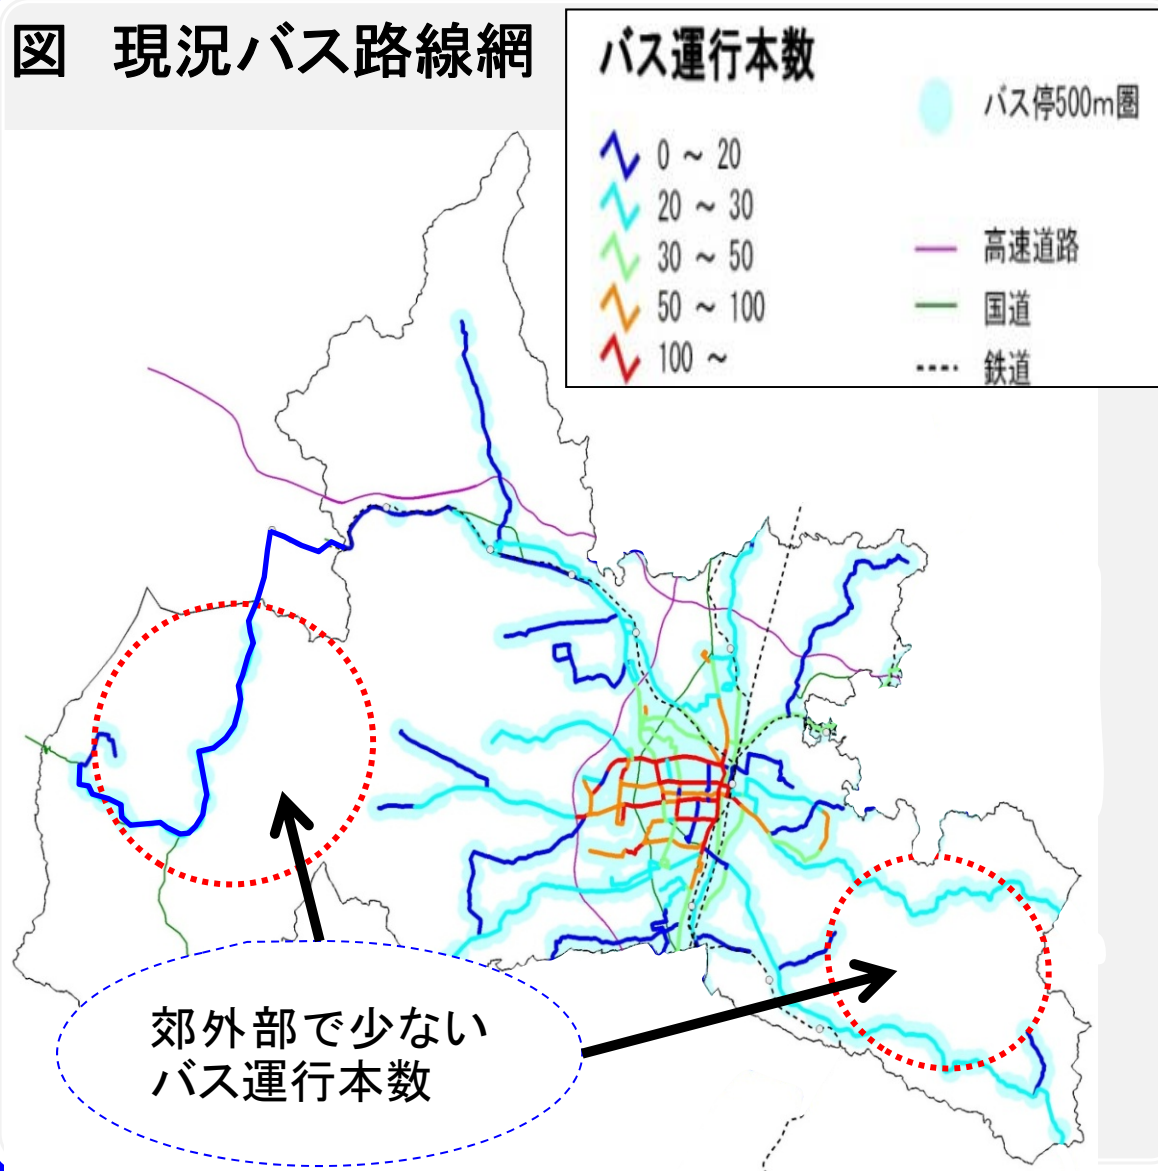 図　現況バス路線網
バス運行本数
0 ～ 20
20 ～ 30
30 ～ 50
50 ～ 100
100 ～
バス停500m圏
高速道路
国道
鉄道
郊外部で少ない
バス運行本数